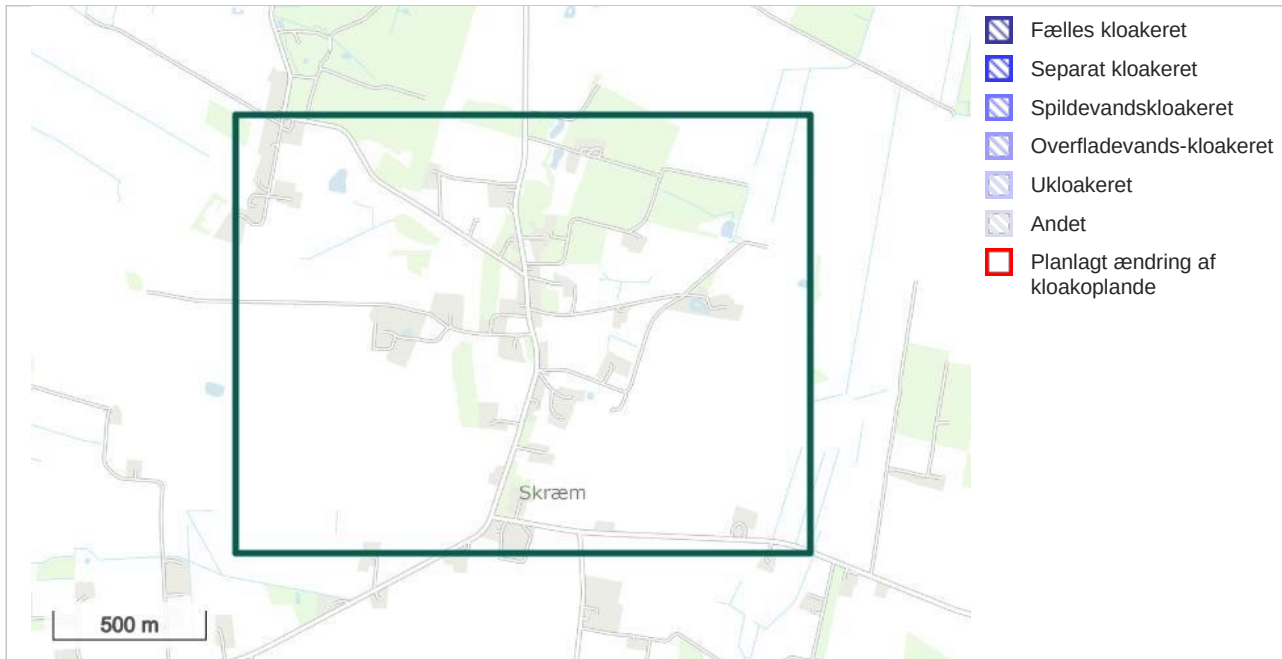 Fælles kloakeret
Separat kloakeret
Spildevandskloakeret
Overfladevands-kloakeret
Ukloakeret
Andet
Planlagt ændring af
kloakoplande
Skræm
500 m